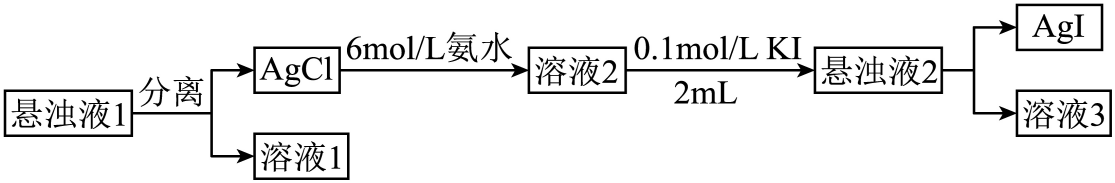 悬浊液1
分离
AgCl
溶液1
6mol/L氨水
溶液2
0.1mol/L KI
2mL
悬浊液2
AgI
溶液3